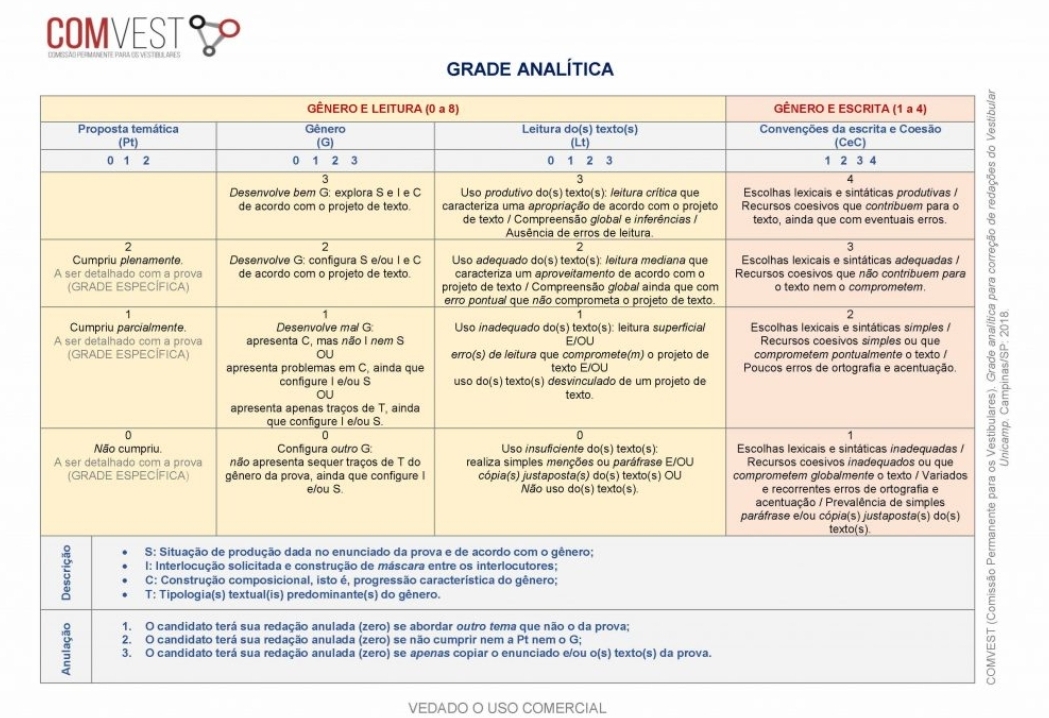 COMVEST
COMISSÃO PERMANENTE PARA OS VESTIBULARES
GRADE ANALÍTICA
GÊNERO E LEITURA (0 a 8)
GÊNERO E ESCRITA (1 a 4)
Proposta temática
(Pt)
Gênero
(G)
Leitura do(s) texto(s)
(Lt)
Convenções da escrita e Coesão
(CeC)
0 1 2
0 1 2 3
0 1 2 3
1 2 3 4
3
Desenvolve bem G: explora S e I e C
de acordo com o projeto de texto.
3
Uso produtivo do(s) texto(s): leitura crítica que
caracteriza uma apropriação de acordo com o projeto
de texto / Compreensão global e inferências /
Ausência de erros de leitura.
4
Escolhas lexicais e sintáticas produtivas /
Recursos coesivos que contribuem para o
texto, ainda que com eventuais erros.
2
Cumpriu plenamente.
A ser detalhado com a prova
(GRADE ESPECÍFICA)
2
Desenvolve G: configura S e/ou I e C
de acordo com o projeto de texto.
2
Uso adequado do(s) texto(s): leitura mediana que
caracteriza um aproveitamento de acordo com o
projeto de texto / Compreensão global ainda que com
erro pontual que não comprometa o projeto de texto.
3
Escolhas lexicais e sintáticas adequadas /
Recursos coesivos que não contribuem para
o texto nem o comprometem.
1
Cumpriu parcialmente.
A ser detalhado com a prova
(GRADE ESPECÍFICA)
1
Desenvolve mal G:
apresenta C, mas não I nem S
OU
apresenta problemas em C, ainda que
configure I e/ou S
OU
apresenta apenas traços de T, ainda
que configure I e/ou S.
1
Uso inadequado do(s) texto(s): leitura superficial
E/OU
erro(s) de leitura que compromete(m) o projeto de
texto E/OU
uso do(s) texto(s) desvinculado de um projeto de
texto.
2
Escolhas lexicais e sintáticas simples /
Recursos coesivos simples ou que
comprometem pontualmente o texto /
Poucos erros de ortografia e acentuação.
0
Não cumpriu.
A ser detalhado com a prova
(GRADE ESPECÍFICA)
0
Configura outro G:
não apresenta sequer traços de T do
gênero da prova, ainda que configure I
e/ou S.
0
Uso insuficiente do(s) texto(s):
realiza simples menções ou paráfrase E/OU
cópia(s) justaposta(s) do(s) texto(s) OU
Não uso do(s) texto(s).
1
Escolhas lexicais e sintáticas inadequadas /
Recursos coesivos inadequados ou que
comprometem globalmente o texto / Variados
e recorrentes erros de ortografia e
acentuação / Prevalência de simples
paráfrase e/ou cópia(s) justaposta(s) do(s)
texto(s).
Descrição
• S: Situação de produção dada no enunciado da prova e de acordo com o gênero;
• I: Interlocução solicitada e construção de máscara entre os interlocutores;
• C: Construção composicional, isto é, progressão característica do gênero;
• T: Tipologia(s) textual(is) predominante(s) do gênero.
Anulação
1. O candidato terá sua redação anulada (zero) se abordar outro tema que não o da prova;
2. O candidato terá sua redação anulada (zero) se não cumprir nem a Pt nem o G;
3. O candidato terá sua redação anulada (zero) se apenas copiar o enunciado e/ou o(s) texto(s) da prova.
COMVEST (Comissão Permanente para os Vestibulares). Grade analítica para correção de redações do Vestibular
Unicamp. Campinas/SP: 2018.
VEDADO O USO COMERCIAL